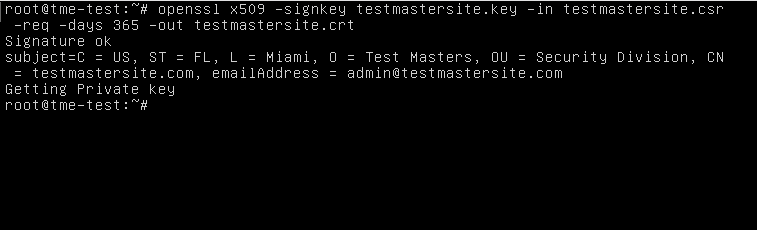 root@tme-test:~# openssl x509 -signkey testmastersite.key -in testmastersite.csr
-req -days 365 -out testmastersite.crt
Signature ok
subject=C = US, ST = FL, L = Miami, O = Test Masters, OU = Security Division, CN
= testmastersite.com, emailAddress = admin@testmastersite.com
Getting Private key
root@tme-test:~#